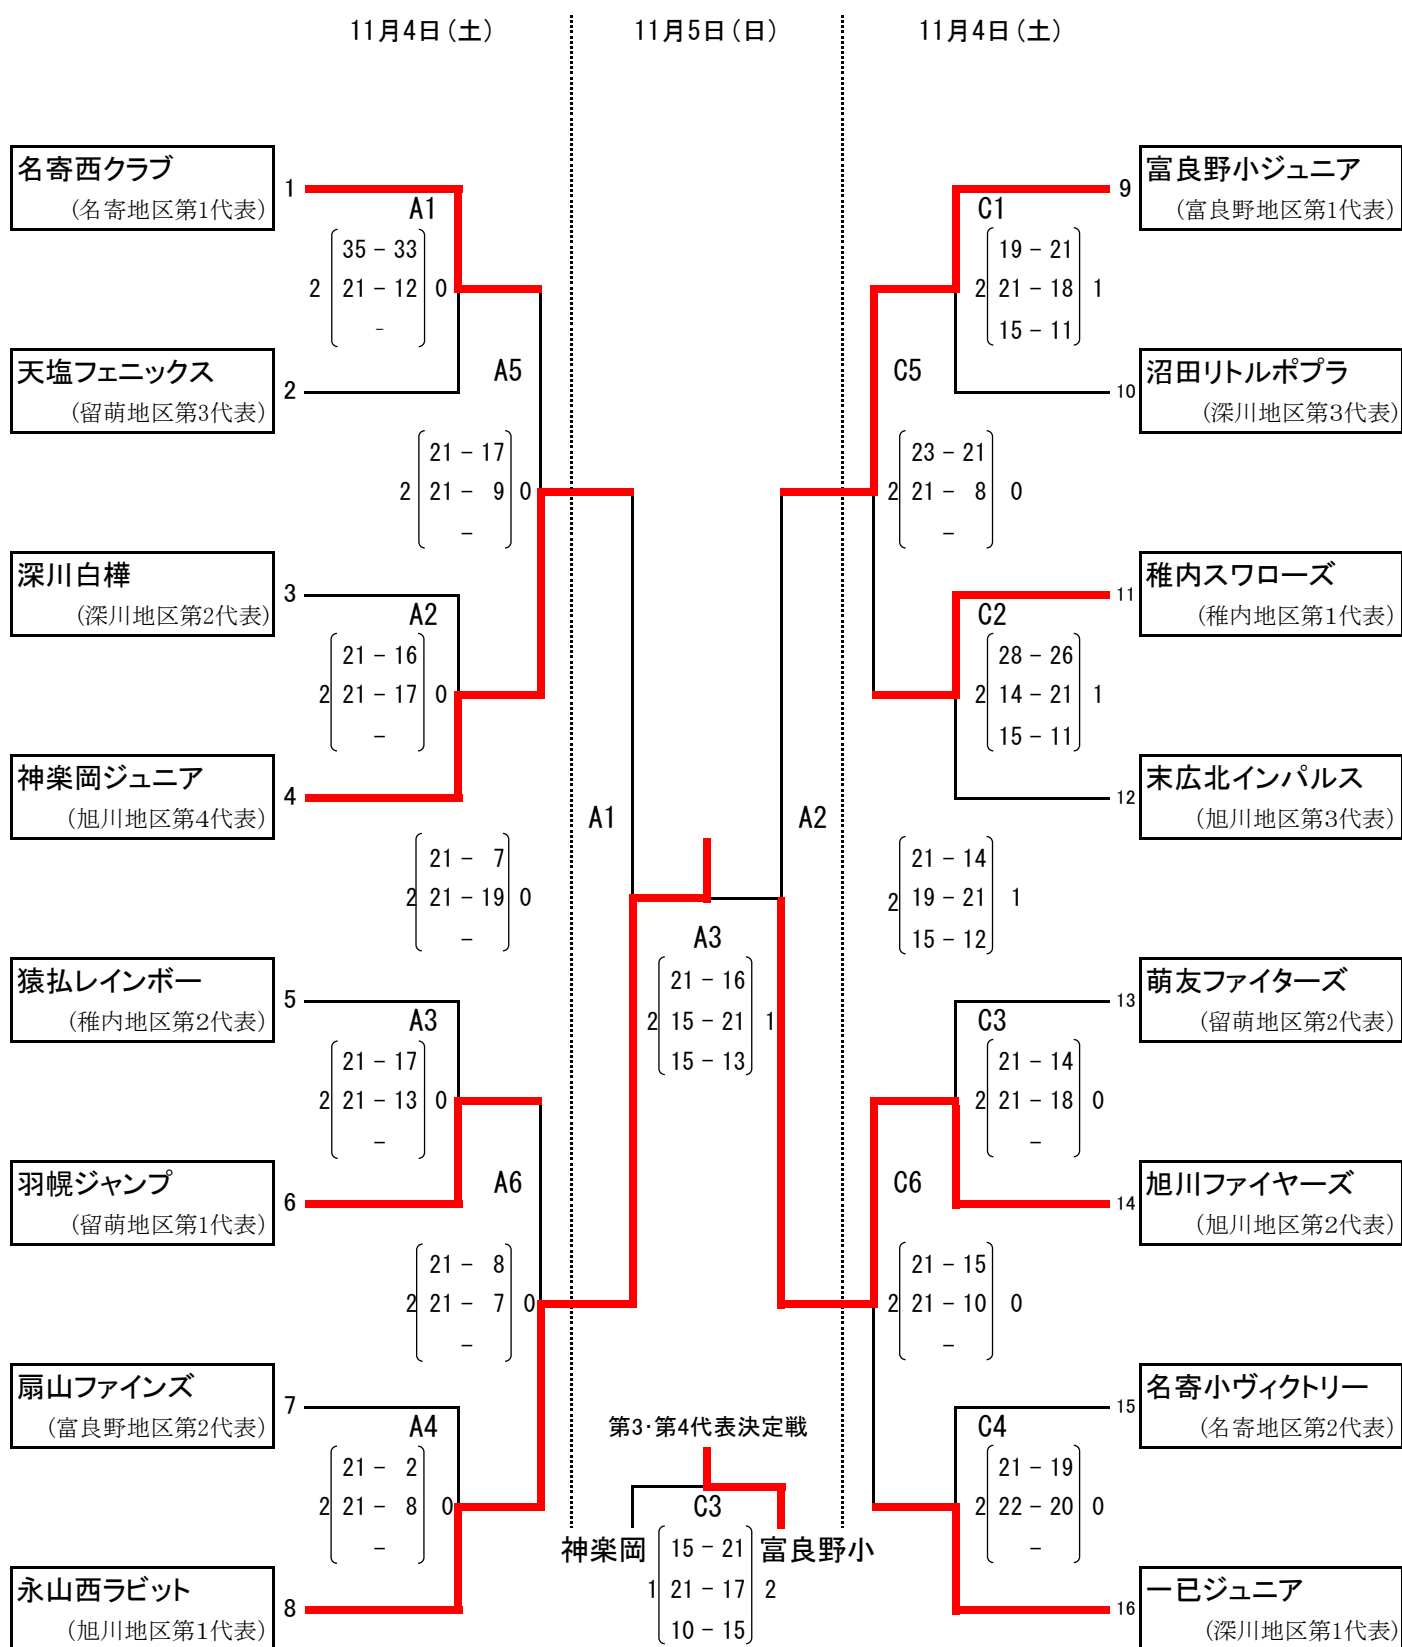 11月4日(土)
11月5日(日)
11月4日(土)
名寄西クラブ
(名寄地区第1代表)
1
A1
35 - 33
2 21 - 12 0
-
天塩フェニックス
(留萌地区第3代表)
2
A5
21 - 17
2 21 - 9 0
-
深川白樺
(深川地区第2代表)
3
A2
21 - 16
2 21 - 17 0
-
神楽岡ジュニア
(旭川地区第4代表)
4
A1
21 - 7
2 21 - 19 0
-
猿払レインボー
(稚内地区第2代表)
5
A3
21 - 17
2 21 - 13 0
-
羽幌ジャンプ
(留萌地区第1代表)
6
A6
21 - 8
2 21 - 7 0
-
扇山ファインズ
(富良野地区第2代表)
7
A4
21 - 2
2 21 - 8 0
-
永山西ラビット
(旭川地区第1代表)
8
A3
21 - 16
2 15 - 21 1
15 - 13
第3・第4代表決定戦
C3
神楽岡 15 - 21 富良野小
1 21 - 17 2
10 - 15
9
富良野小ジュニア
(富良野地区第1代表)
C1
19 - 21
2 21 - 18 1
15 - 11
10
沼田リトルポプラ
(深川地区第3代表)
C5
23 - 21
2 21 - 8 0
-
11
稚内スワローズ
(稚内地区第1代表)
C2
28 - 26
2 14 - 21 1
15 - 11
12
末広北インパルス
(旭川地区第3代表)
A2
21 - 14
2 19 - 21 1
15 - 12
13
萌友ファイターズ
(留萌地区第2代表)
C3
21 - 14
2 21 - 18 0
-
14
旭川ファイヤーズ
(旭川地区第2代表)
C6
21 - 15
2 21 - 10 0
-
15
名寄小ヴィクトリー
(名寄地区第2代表)
C4
21 - 19
2 22 - 20 0
-
16
一已ジュニア
(深川地区第1代表)